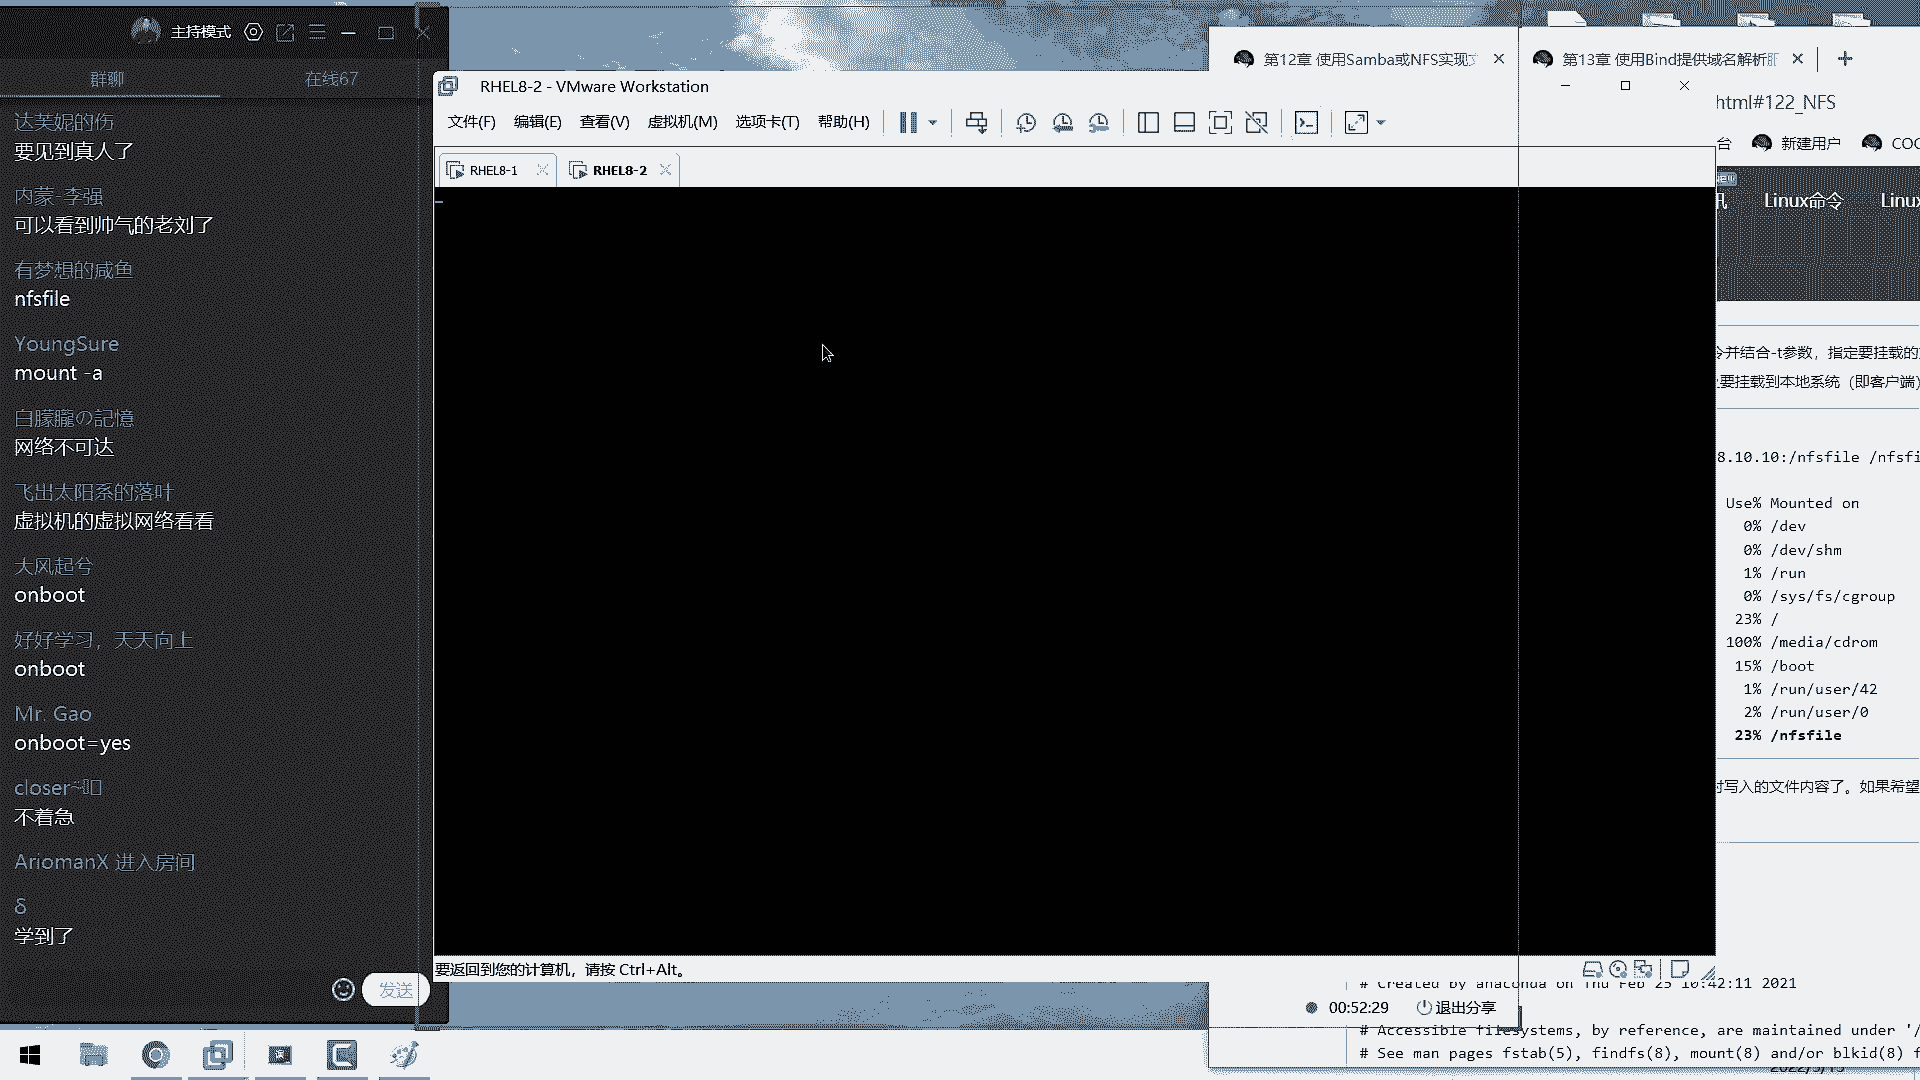 主持模式
群聊
在线67
达芙妮的伤
要见到真人了
内蒙-李强
可以看到帅气的老刘了
有梦想的咸鱼
nfsfile
YoungSure
mount -a
白朦朧の記憶
网络不可达
飞出太阳系的落叶
虚拟机的虚拟网络看看
大风起兮
onboot
好好学习，天天向上
onboot
Mr. Gao
onboot=yes
closer
不着急
AriomanX 进入房间
δ
学到了
发送
RHEL8-2 - VMware Workstation
文件(F) 编辑(E) 查看(V) 虚拟机(M) 选项卡(T) 帮助(H)
RHEL8-1
RHEL8-2
要返回到您的计算机，请按 Ctrl+Alt。
第12章 使用Samba或NFS实现文
第13章 使用Bind提供域名解析服
html#122_NFS
台 新建用户
讯 Linux命令 Linux
令并结合-t参数，指定要挂载的
要挂载到本地系统（即客户端）
8.10.10:/nfsfile /nfsfi
Use% Mounted on
0% /dev
0% /dev/shm
1% /run
0% /sys/fs/cgroup
23% /
100% /media/cdrom
15% /boot
1% /run/user/42
2% /run/user/0
23% /nfsfile
时写入的文件内容了。如果希望
# Created by anaconda on Thu Feb 25 10:42:11 2021
00:52:29 退出分享
# Accessible filesystems, by reference, are maintained under '/
# See man pages fstab(5), findfs(8), mount(8) and/or blkid(8) f